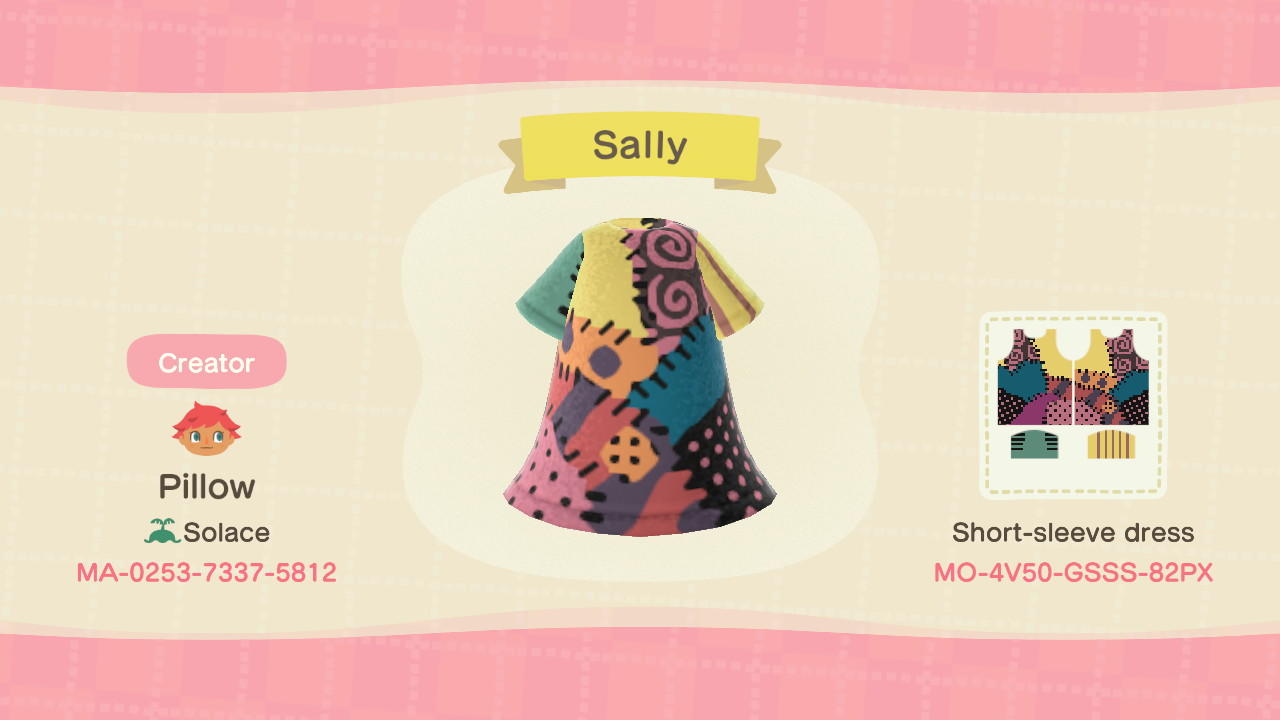 Sally
Creator
Pillow
Solace
MA-0253-7337-5812
Short-sleeve dress
MO-4V50-GSSS-82PX